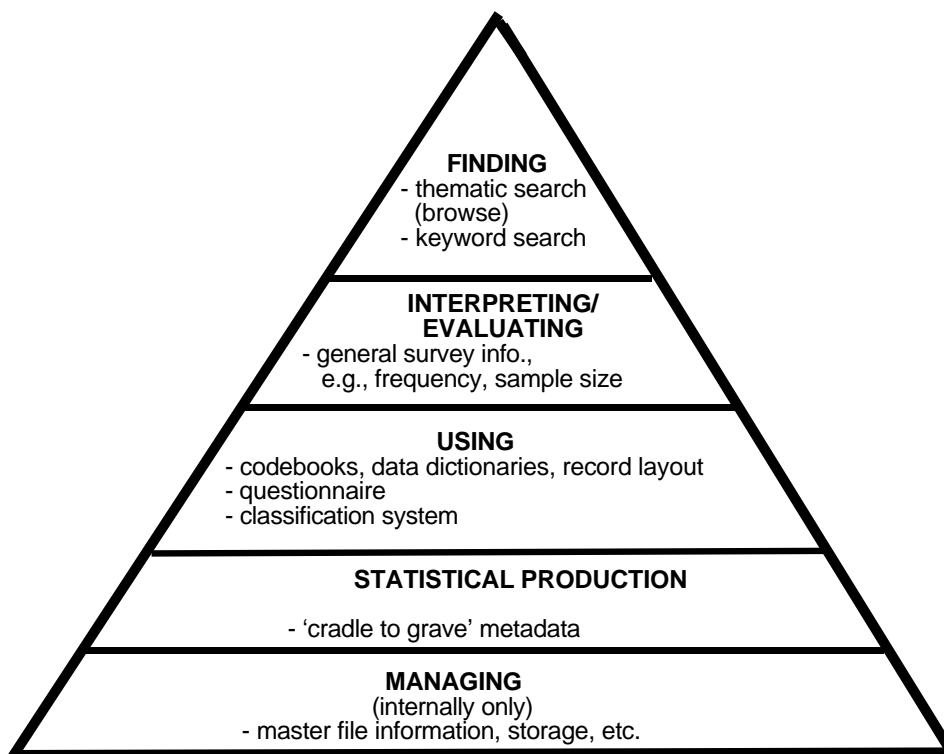 FINDING
- thematic search
(browse)
- keyword search
INTERPRETING/
EVALUATING
- general survey info.,
e.g., frequency, sample size
USING
- codebooks, data dictionaries, record layout
- questionnaire
- classification system
STATISTICAL PRODUCTION
- ‘cradle to grave’ metadata
MANAGING
(internally only)
- master file information, storage, etc.